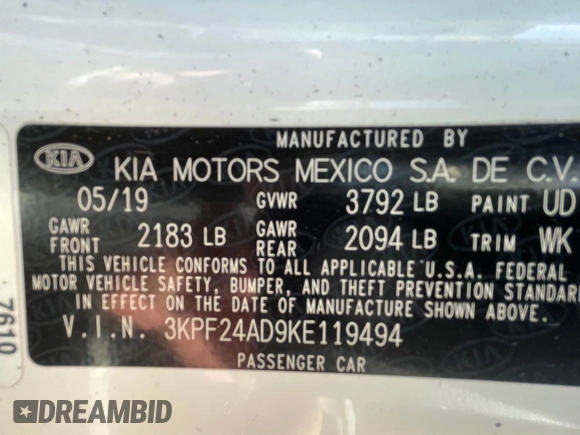 MANUFACTURED BY
KIA KIA MOTORS MEXICO S.A. DE C.V.
05/19 GVWR 3792 LB PAINT UD
GAWR FRONT 2183 LB GAWR REAR 2094 LB TRIM WK
THIS VEHICLE CONFORMS TO ALL APPLICABLE U.S.A. FEDERAL
MOTOR VEHICLE SAFETY, BUMPER, AND THEFT PREVENTION STANDAR
IN EFFECT ON THE DATE OF MANUFACTURE SHOWN ABOVE.
V.I.N. 3KPF24AD9KE119494
PASSENGER CAR
7610
DREAMBID